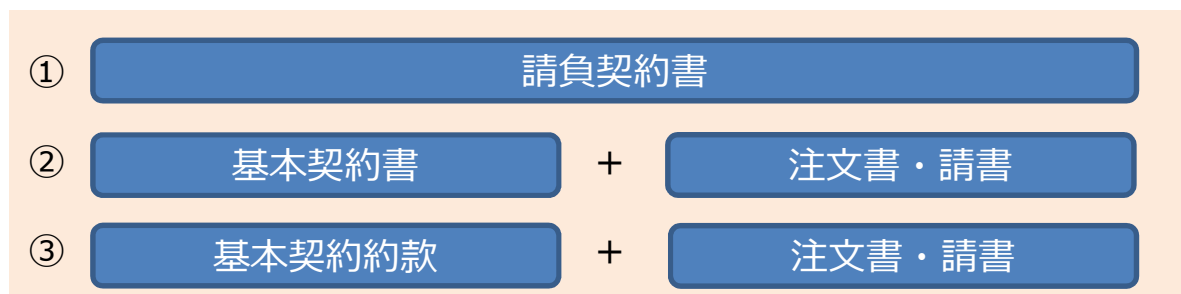 ① 請負契約書
② 基本契約書 + 注文書・請書
③ 基本契約約款 + 注文書・請書